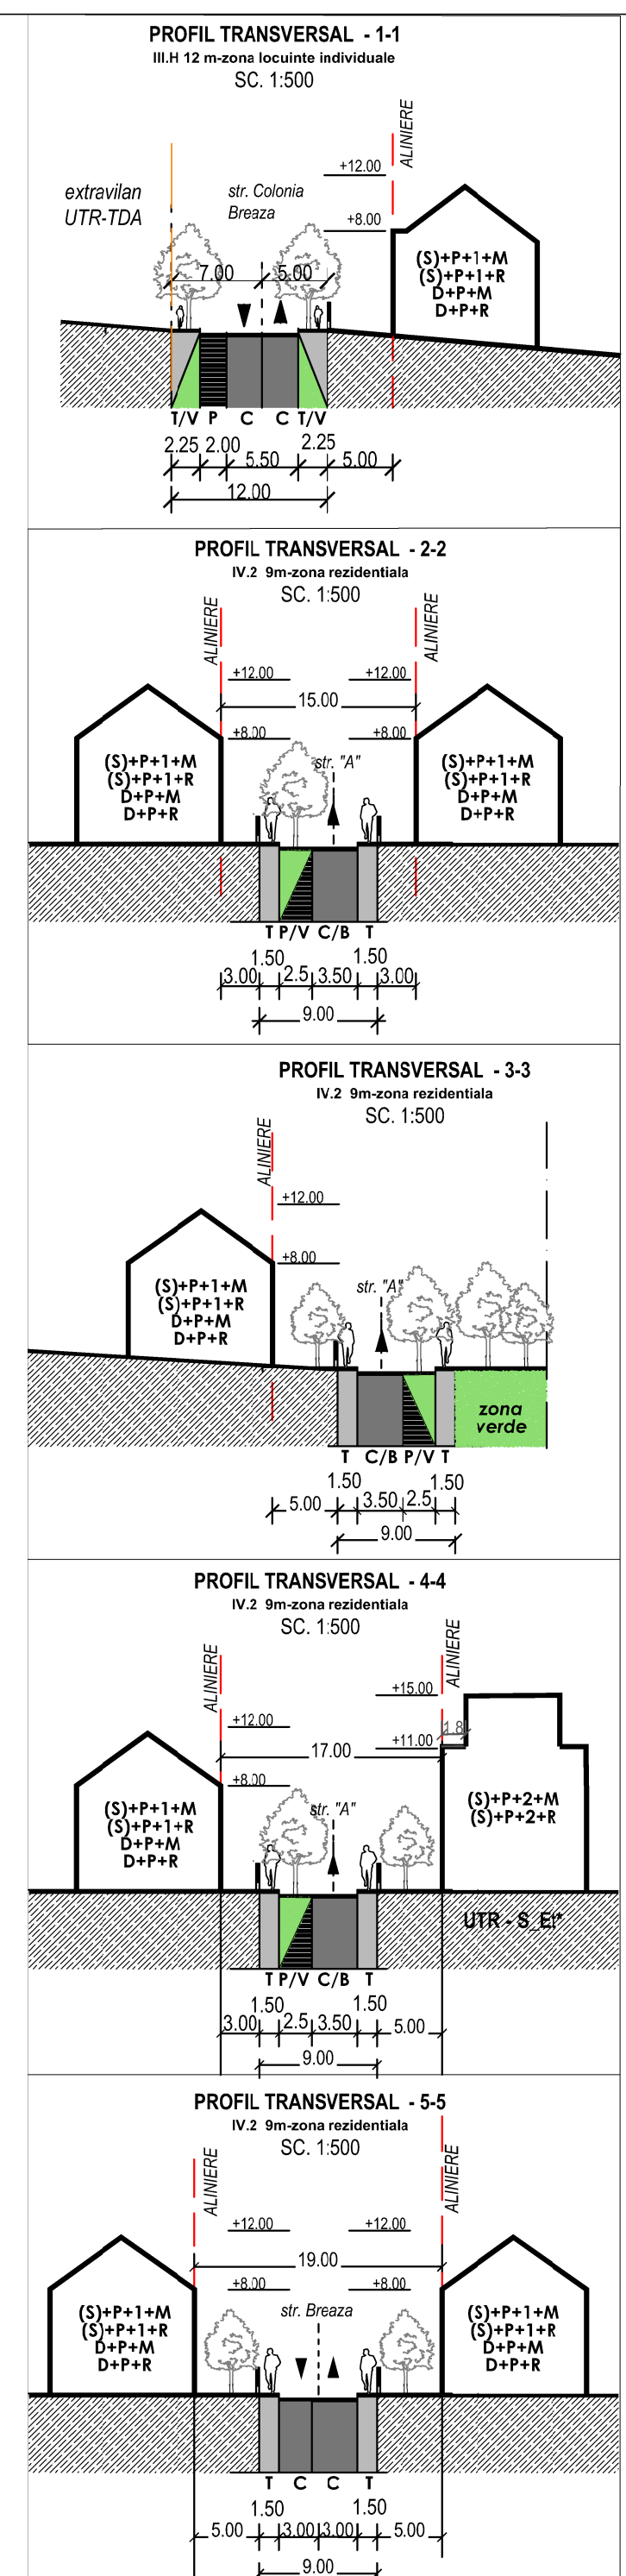 PROFIL TRANSVERSAL - 1-1
III.H 12 m-zona locuinte individuale
SC. 1:500
ALINIERE
+12.00
extravilan
UTR-TDA
str. Colonia
Breaza
+8.00
7.00 5.00
(S)+P+1+M
(S)+P+1+R
D+P+M
D+P+R
T/V P C C T/V
2.25 2.00 2.25
5.50 5.00
12.00
PROFIL TRANSVERSAL - 2-2
IV.2 9m-zona rezidentiala
SC. 1:500
ALINIERE ALINIERE
+12.00 +12.00
15.00
+8.00 +8.00
str. "A"
(S)+P+1+M (S)+P+1+M
(S)+P+1+R (S)+P+1+R
D+P+M D+P+M
D+P+R D+P+R
T P/V C/B T
1.50 1.50
3.00 2.5 3.50 3.00
9.00
PROFIL TRANSVERSAL - 3-3
IV.2 9m-zona rezidentiala
SC. 1:500
ALINIERE
+12.00
+8.00
str. "A"
(S)+P+1+M
(S)+P+1+R
D+P+M
D+P+R
zona
verde
T C/B P/V T
1.50 1.50
5.00 3.50 2.5
9.00
PROFIL TRANSVERSAL - 4-4
IV.2 9m-zona rezidentiala
SC. 1:500
ALINIERE ALINIERE
+15.00
+12.00 1.8
+11.00
17.00
+8.00
str. "A"
(S)+P+1+M (S)+P+2+M
(S)+P+1+R (S)+P+2+R
D+P+M
D+P+R
UTR - S_Et*
T P/V C/B T
1.50 1.50
3.00 2.5 3.50 5.00
9.00
PROFIL TRANSVERSAL - 5-5
IV.2 9m-zona rezidentiala
SC. 1:500
ALINIERE ALINIERE
+12.00 +12.00
19.00
+8.00 +8.00
str. Breaza
(S)+P+1+M (S)+P+1+M
(S)+P+1+R (S)+P+1+R
D+P+M D+P+M
D+P+R D+P+R
T C C T
1.50 1.50
5.00 3.00 3.00 5.00
9.00